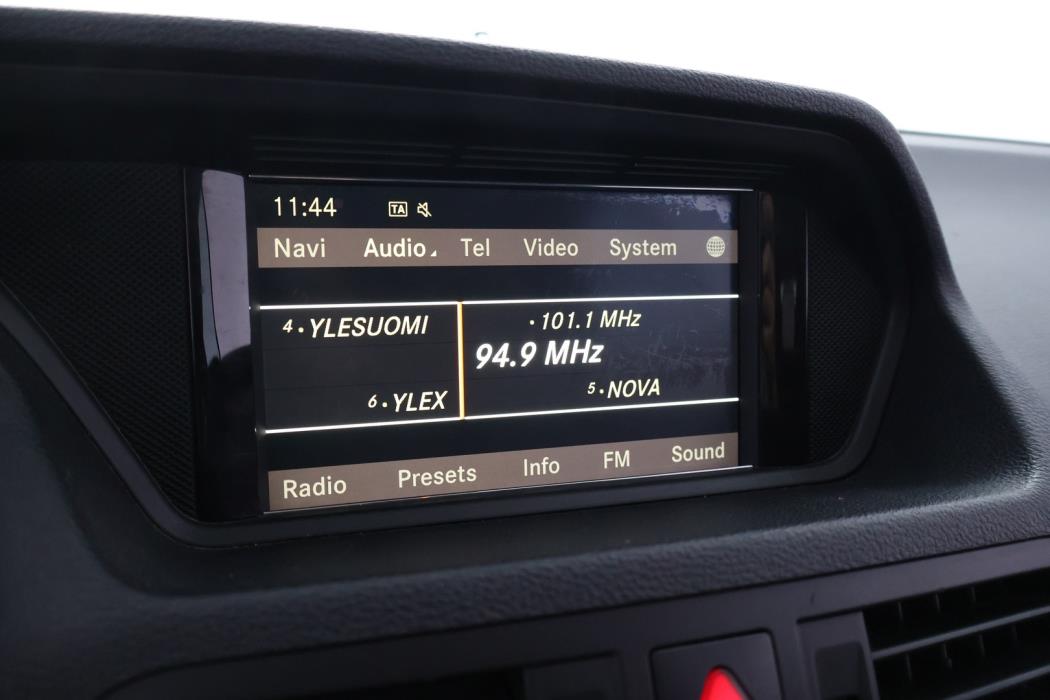 11:44 TA
Navi Audio Tel Video System
4.YLESUOMI ·101.1 MHz
94.9 MHz
6.YLEX 5·NOVA
Radio Presets Info FM Sound